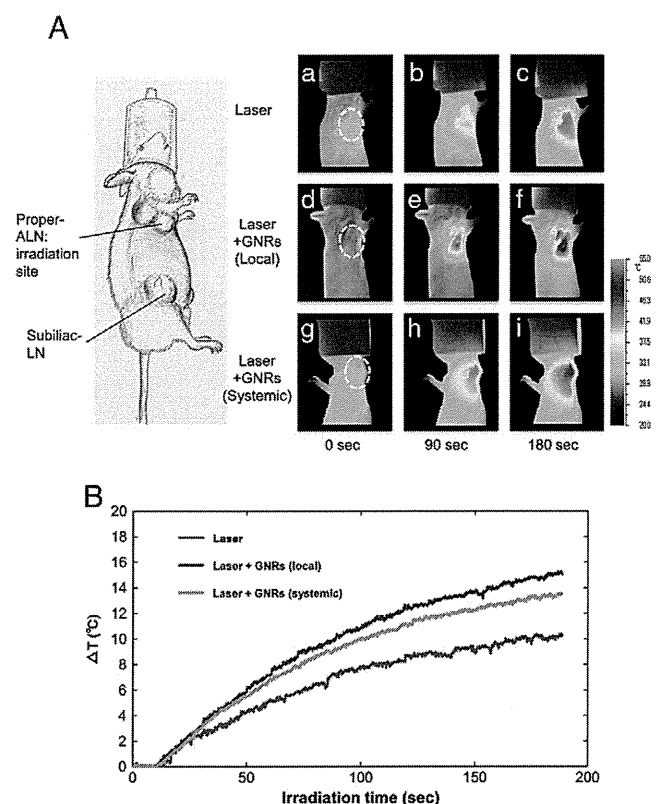 A
Laser
a
b
c
Proper-
ALN:
irradiation
site
Laser
+GNRs
(Local)
d
e
f
Subiliac-
LN
Laser
+GNRs
(Systemic)
g
h
i
0 sec
90 sec
180 sec
℃
B
Laser
Laser + GNRs (local)
Laser + GNRs (systemic)
ΔT (℃)
16
14
12
10
8
6
4
2
0
0
50
100
150
200
Irradiation time (sec)